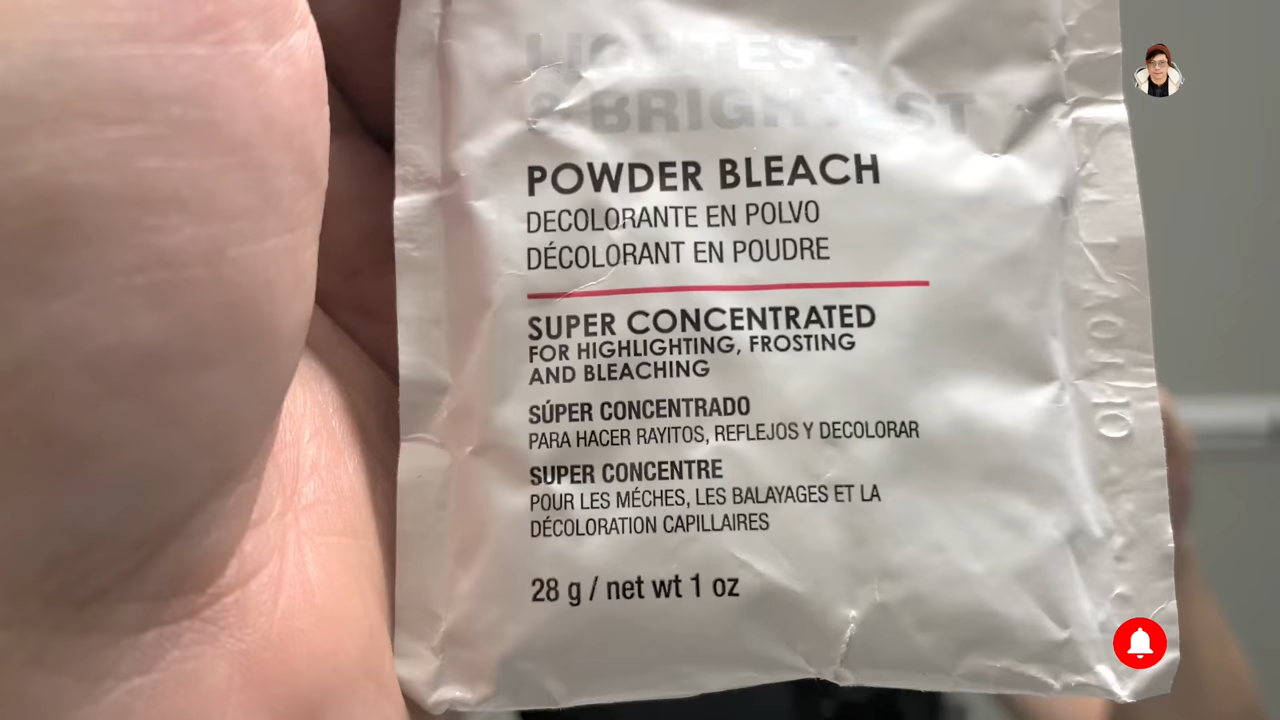 LIGHTEST
& BRIGHTEST
POWDER BLEACH
DECOLORANTE EN POLVO
DÉCOLORANT EN POUDRE
SUPER CONCENTRATED
FOR HIGHLIGHTING, FROSTING
AND BLEACHING
SÚPER CONCENTRADO
PARA HACER RAYITOS, REFLEJOS Y DECOLORAR
SUPER CONCENTRE
POUR LES MÉCHES, LES BALAYAGES ET LA
DÉCOLORATION CAPILLAIRES
28 g / net wt 1 oz